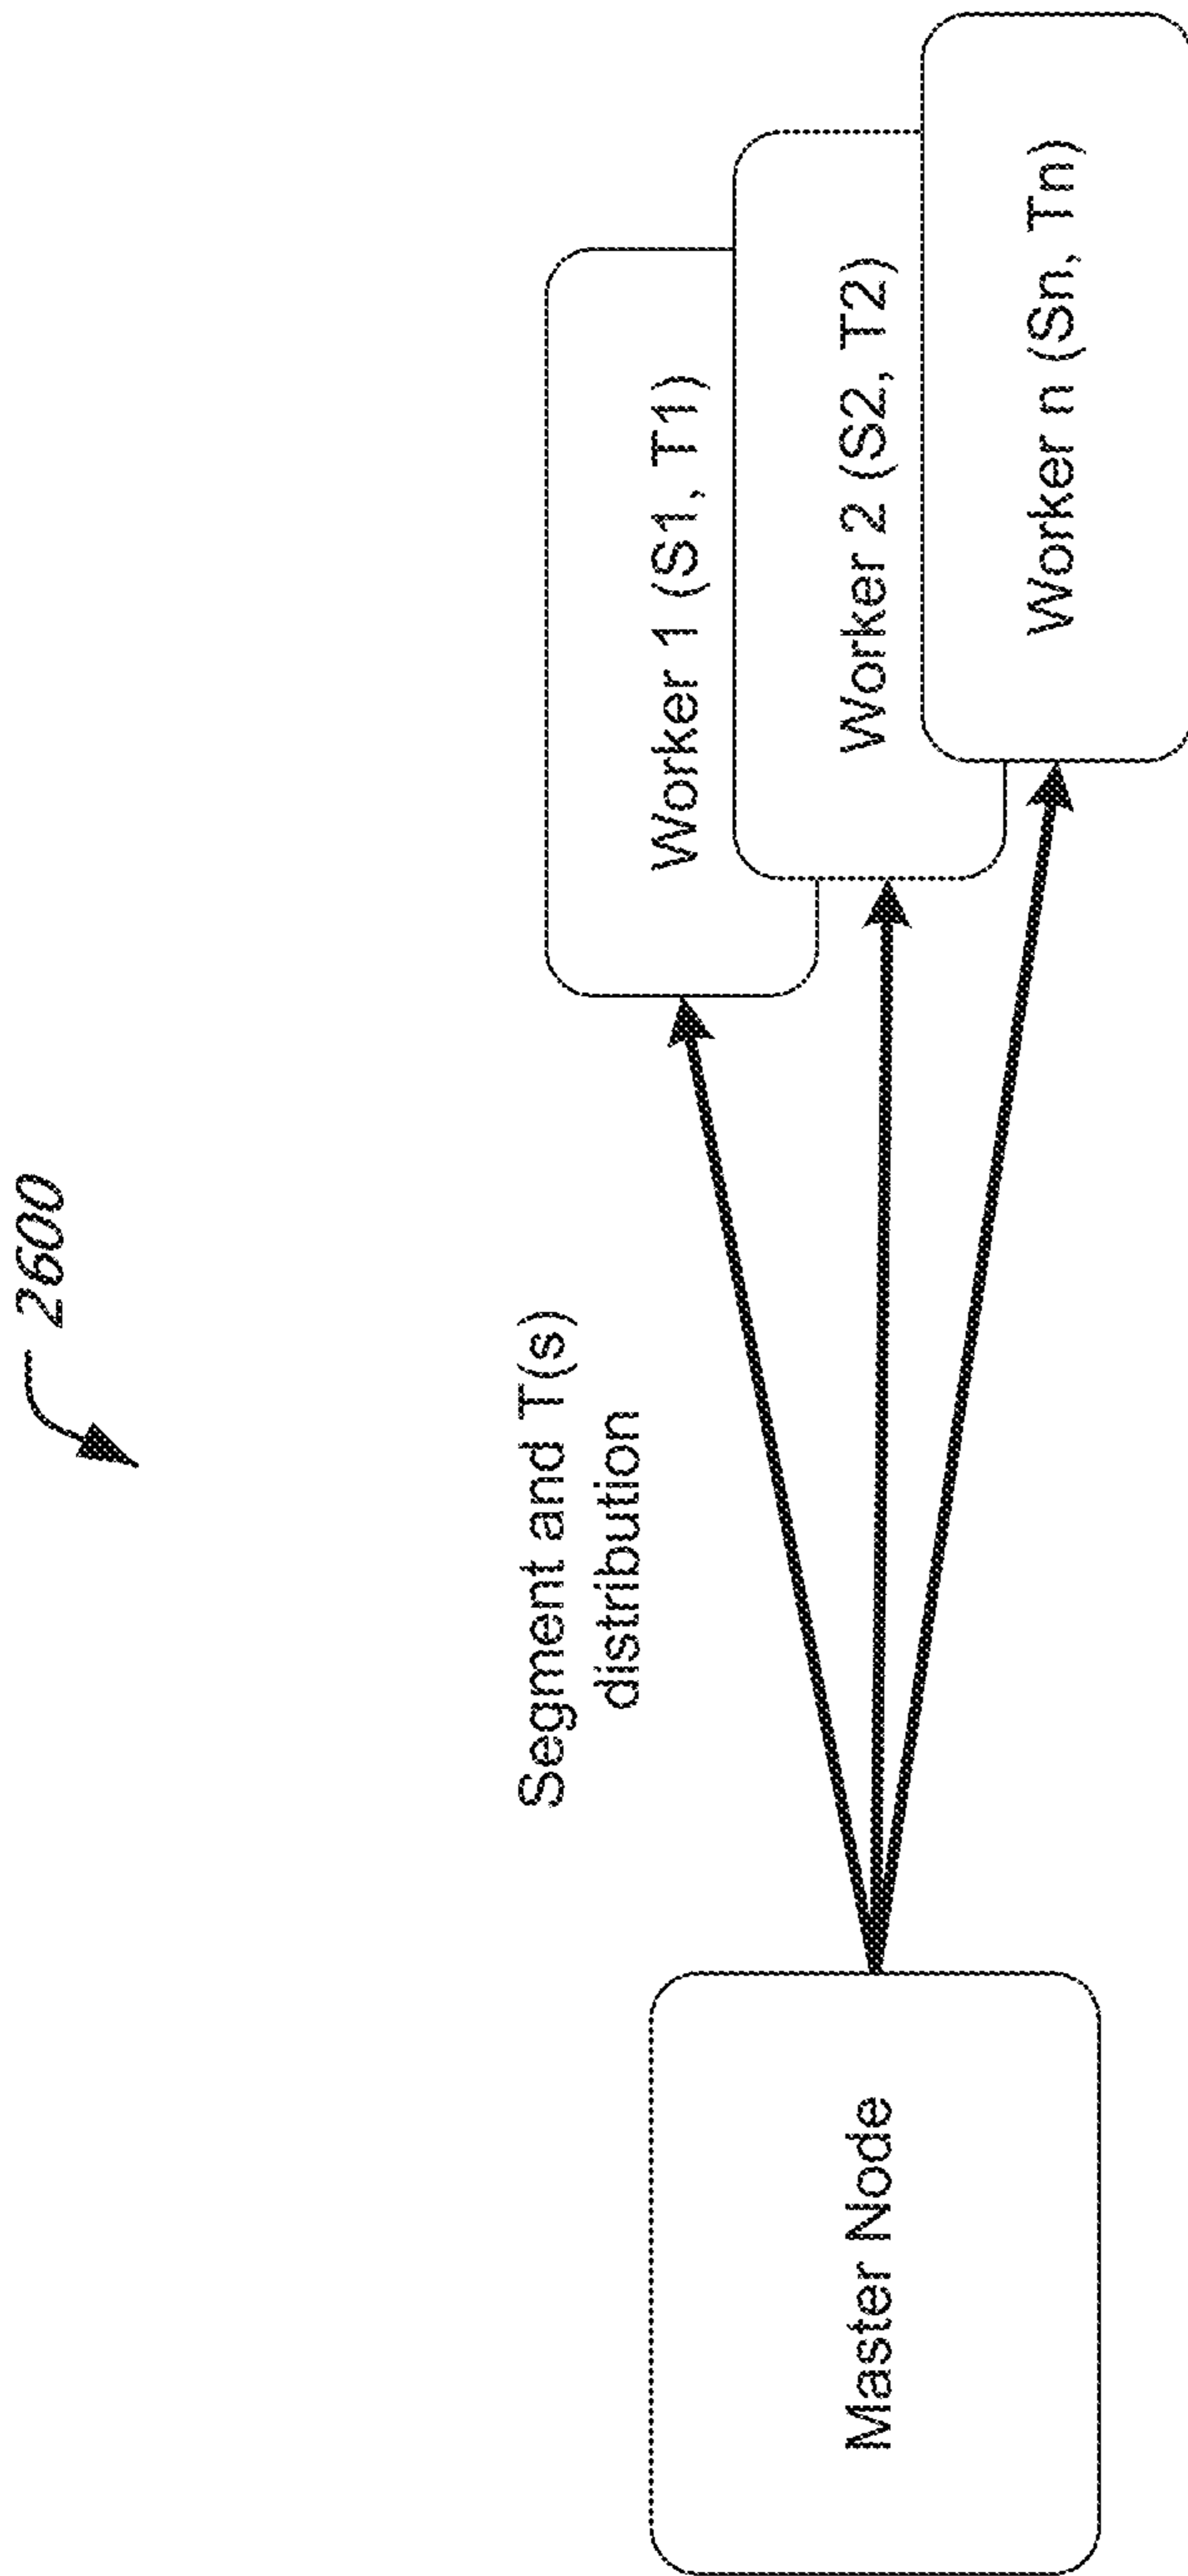 2600
Segment and T(s)
distribution
Worker 1 (S1, T1)
Worker 2 (S2, T2)
Worker n (Sn, Tn)
Master Node